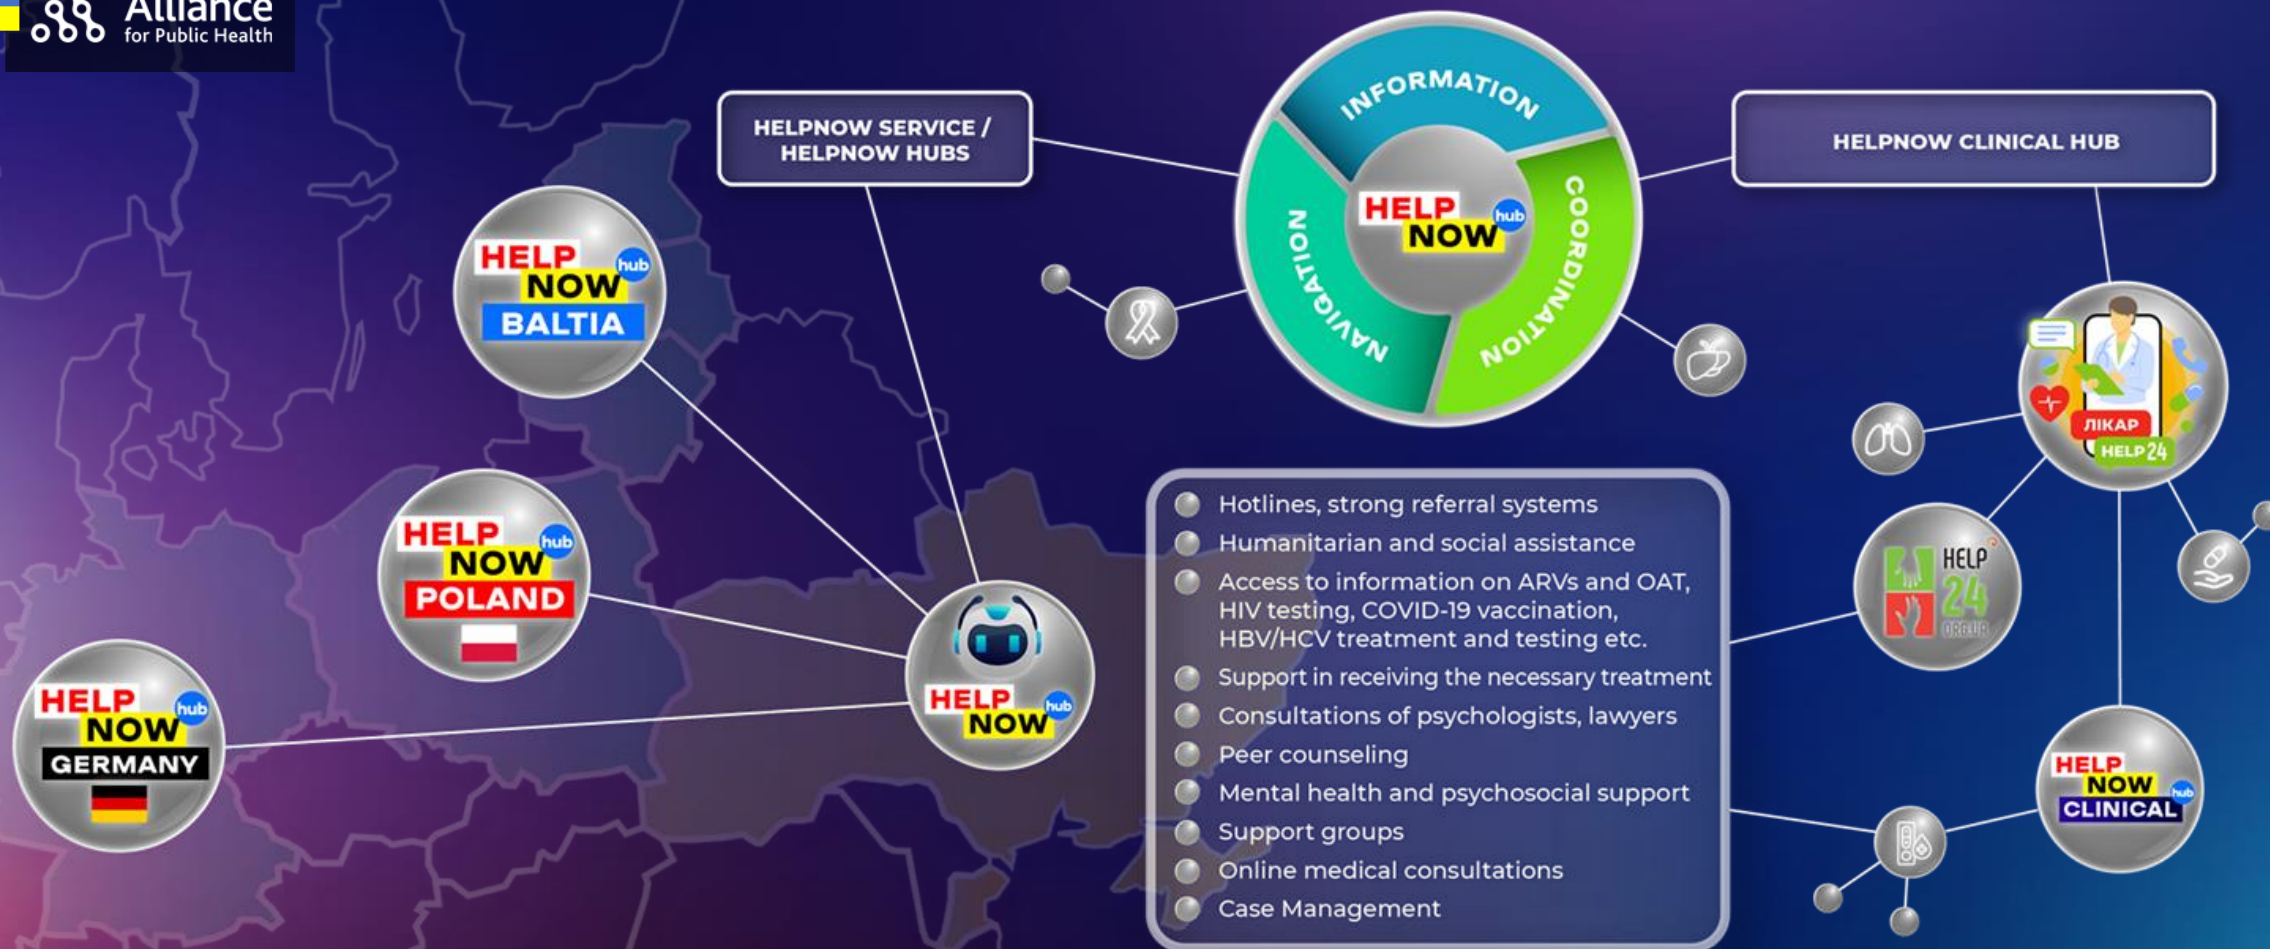 Alliance
for Public Health
HELPNOW SERVICE /
HELPNOW HUBS
INFORMATION
COORDINATION
NAVIGATION
HELP
NOW
hub
HELPNOW CLINICAL HUB
HELP
NOW
hub
BALTIA
HELP
NOW
hub
POLAND
HELP
NOW
hub
GERMANY
HELP
NOW
hub
Hotlines, strong referral systems
Humanitarian and social assistance
Access to information on ARVs and OAT,
HIV testing, COVID-19 vaccination,
HBV/HCV treatment and testing etc.
Support in receiving the necessary treatment
Consultations of psychologists, lawyers
Peer counseling
Mental health and psychosocial support
Support groups
Online medical consultations
Case Management
ЛІКАР
HELP 24
HELP
24
ORG.UA
HELP
NOW
hub
CLINICAL